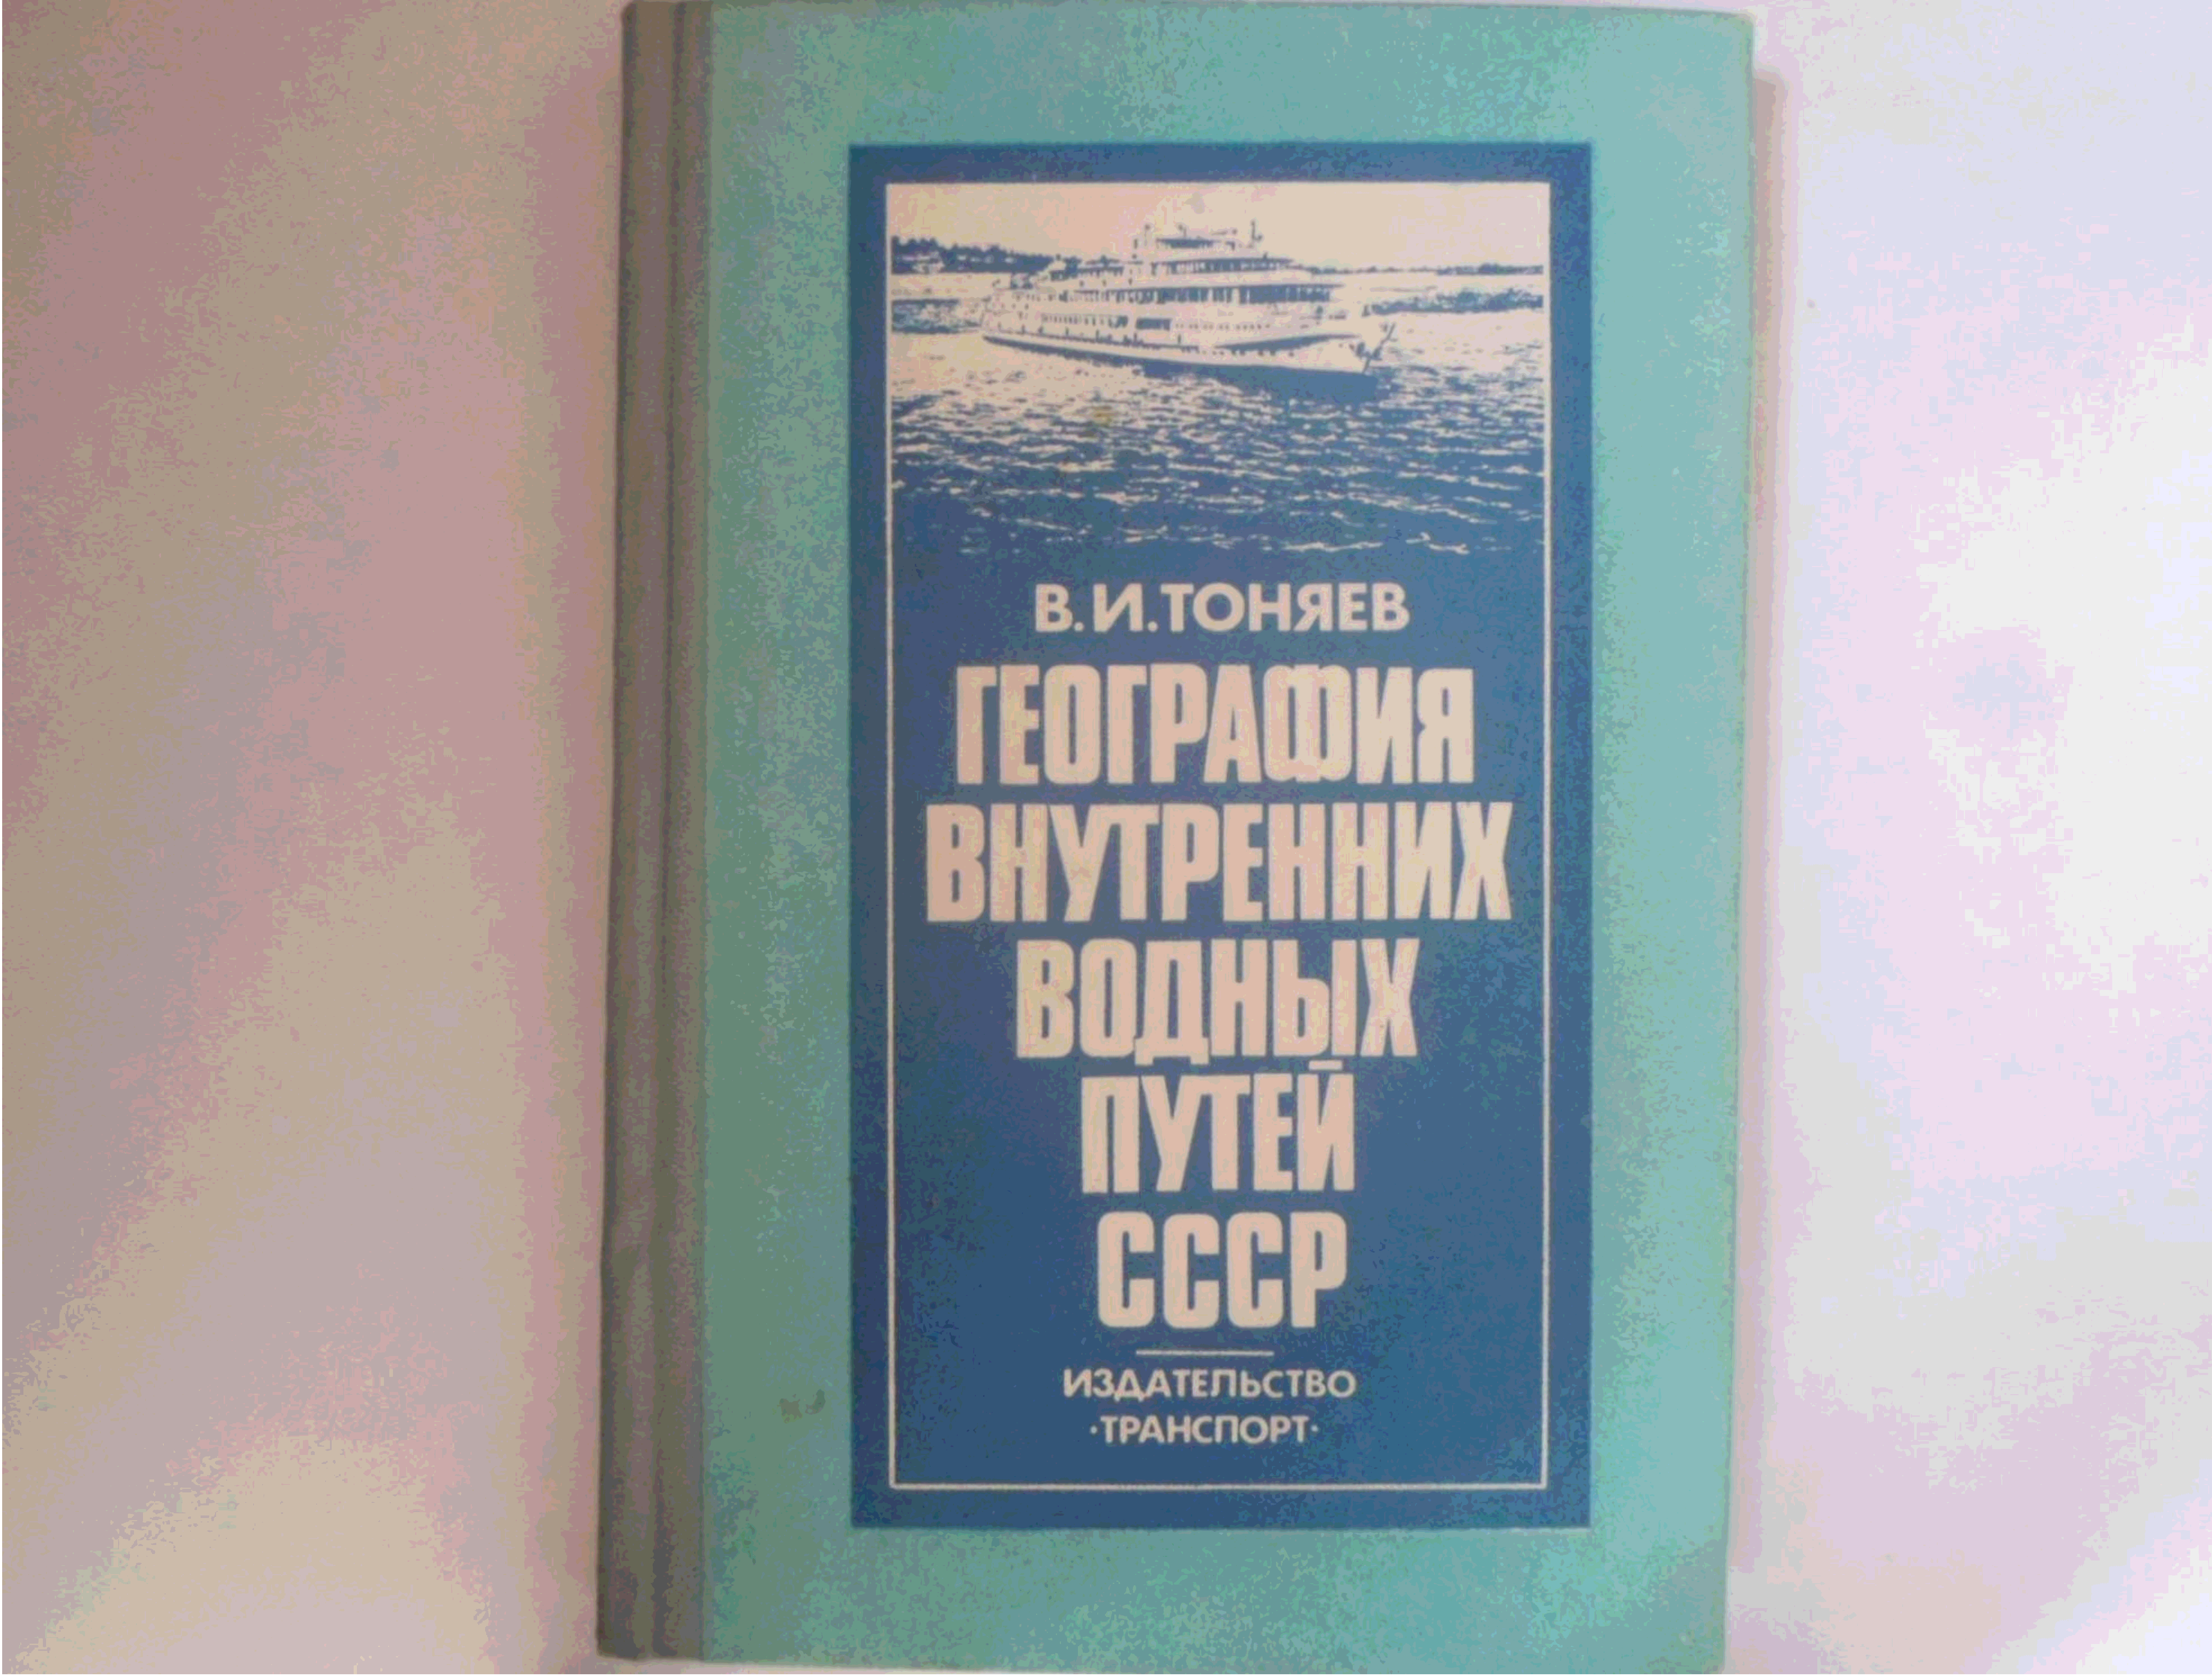 В.И.ТОНЯЕВ
ГЕОГРАФИЯ
ВНУТРЕННИХ
ВОДНЫХ
ПУТЕЙ
СССР
ИЗДАТЕЛЬСТВО
·ТРАНСПОРТ·